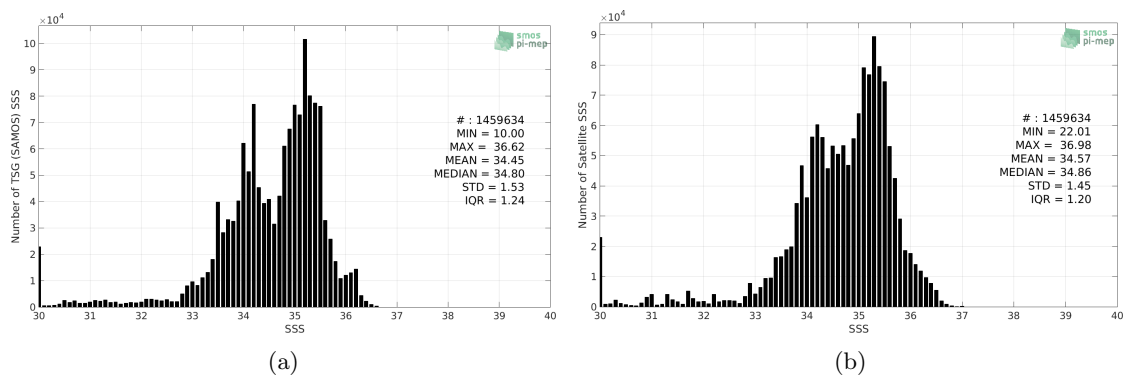 ×10⁴
10
9
8
7
6
5
4
3
2
1
0
30 31 32 33 34 35 36 37 38 39 40
SSS
Number of TSG (SAMOS) SSS
smos
pi-mep
# : 1459634
MIN = 10.00
MAX = 36.62
MEAN = 34.45
MEDIAN = 34.80
STD = 1.53
IQR = 1.24
(a)
×10⁴
9
8
7
6
5
4
3
2
1
0
30 31 32 33 34 35 36 37 38 39 40
SSS
Number of Satellite SSS
smos
pi-mep
# : 1459634
MIN = 22.01
MAX = 36.98
MEAN = 34.57
MEDIAN = 34.86
STD = 1.45
IQR = 1.20
(b)